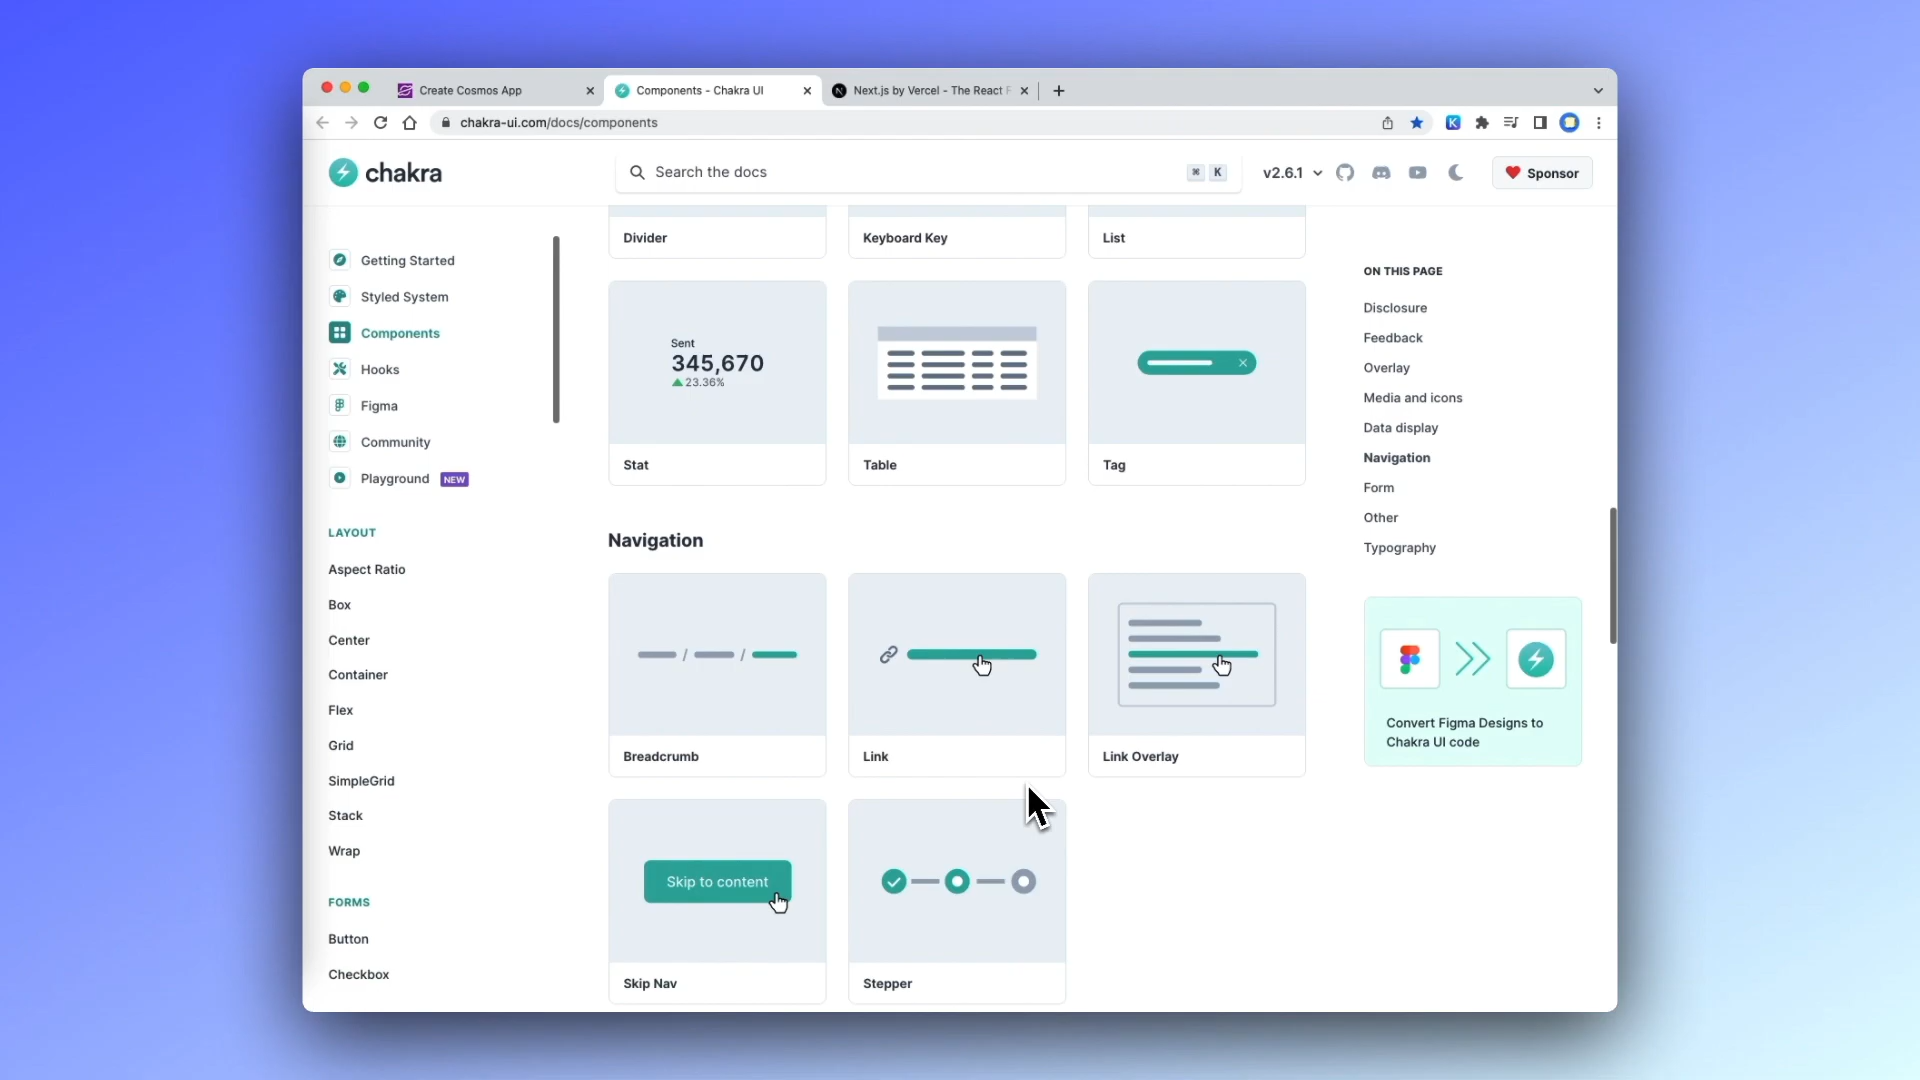 Create Cosmos App
Components - Chakra UI
Next.js by Vercel - The React F
chakra-ui.com/docs/components
chakra
Search the docs
⌘ K
v2.6.1
Sponsor
Getting Started
Styled System
Components
Hooks
Figma
Community
Playground NEW
LAYOUT
Aspect Ratio
Box
Center
Container
Flex
Grid
SimpleGrid
Stack
Wrap
FORMS
Button
Checkbox
Divider
Keyboard Key
List
Sent
345,670
23.36%
Stat
Table
Tag
Navigation
Breadcrumb
Link
Link Overlay
Skip to content
Skip Nav
Stepper
ON THIS PAGE
Disclosure
Feedback
Overlay
Media and icons
Data display
Navigation
Form
Other
Typography
Convert Figma Designs to
Chakra UI code